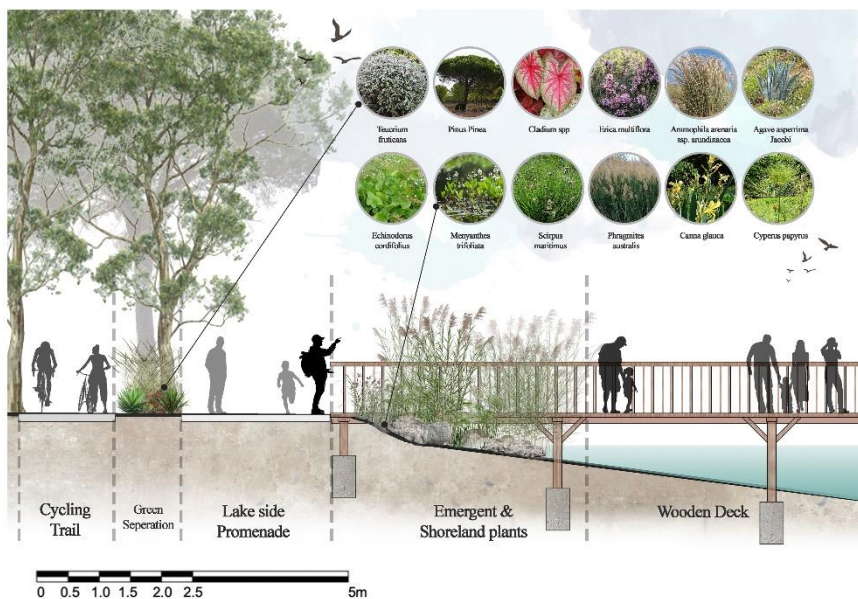 Teucrium
fruticans
Pinus Pinea
Cladium spp
Erica multiflora
Ammophila arenaria
ssp. arundinacea
Agave asperrima
Jacobi
Echinodorus
cordifolius
Menyanthes
trifoliata
Scirpus
maritimus
Phragmites
australis
Canna glauca
Cyperus papyrus
Cycling
Trail
Green
Seperation
Lake side
Promenade
Emergent &
Shoreland plants
Wooden Deck
0 0.5 1.0 1.5 2.0 2.5 5m